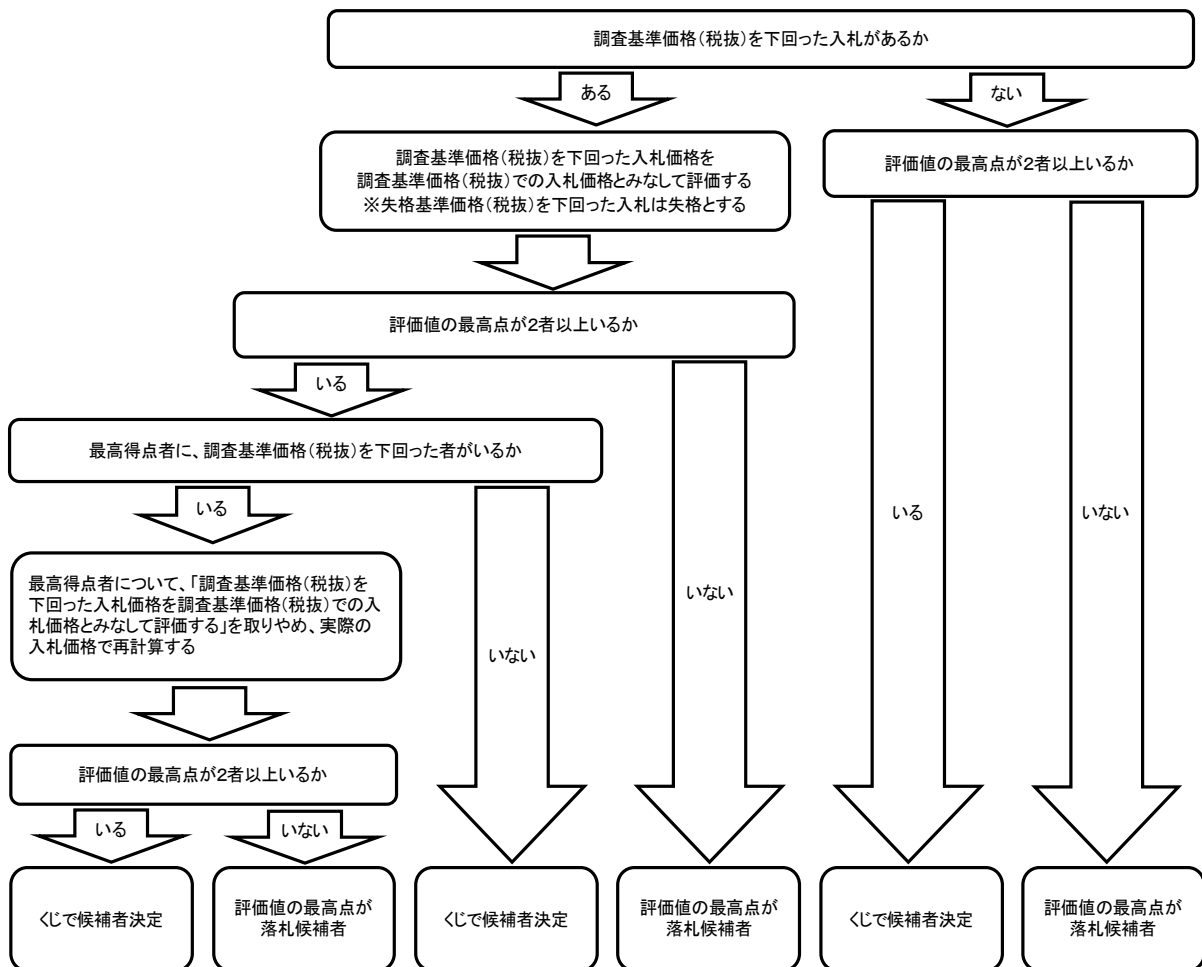 調査基準価格(税抜)を下回った入札があるか
ある
ない
調査基準価格(税抜)を下回った入札価格を
調査基準価格(税抜)での入札価格とみなして評価する
※失格基準価格(税抜)を下回った入札は失格とする
評価値の最高点が2者以上いるか
評価値の最高点が2者以上いるか
いる
いない
いる
いない
最高得点者に、調査基準価格(税抜)を下回った者がいるか
いる
いない
最高得点者について、「調査基準価格(税抜)を
下回った入札価格を調査基準価格(税抜)での入
札価格とみなして評価する」を取りやめ、実際の
入札価格で再計算する
評価値の最高点が2者以上いるか
いる
いない
くじで候補者決定
評価値の最高点が
落札候補者
くじで候補者決定
評価値の最高点が
落札候補者
くじで候補者決定
評価値の最高点が
落札候補者